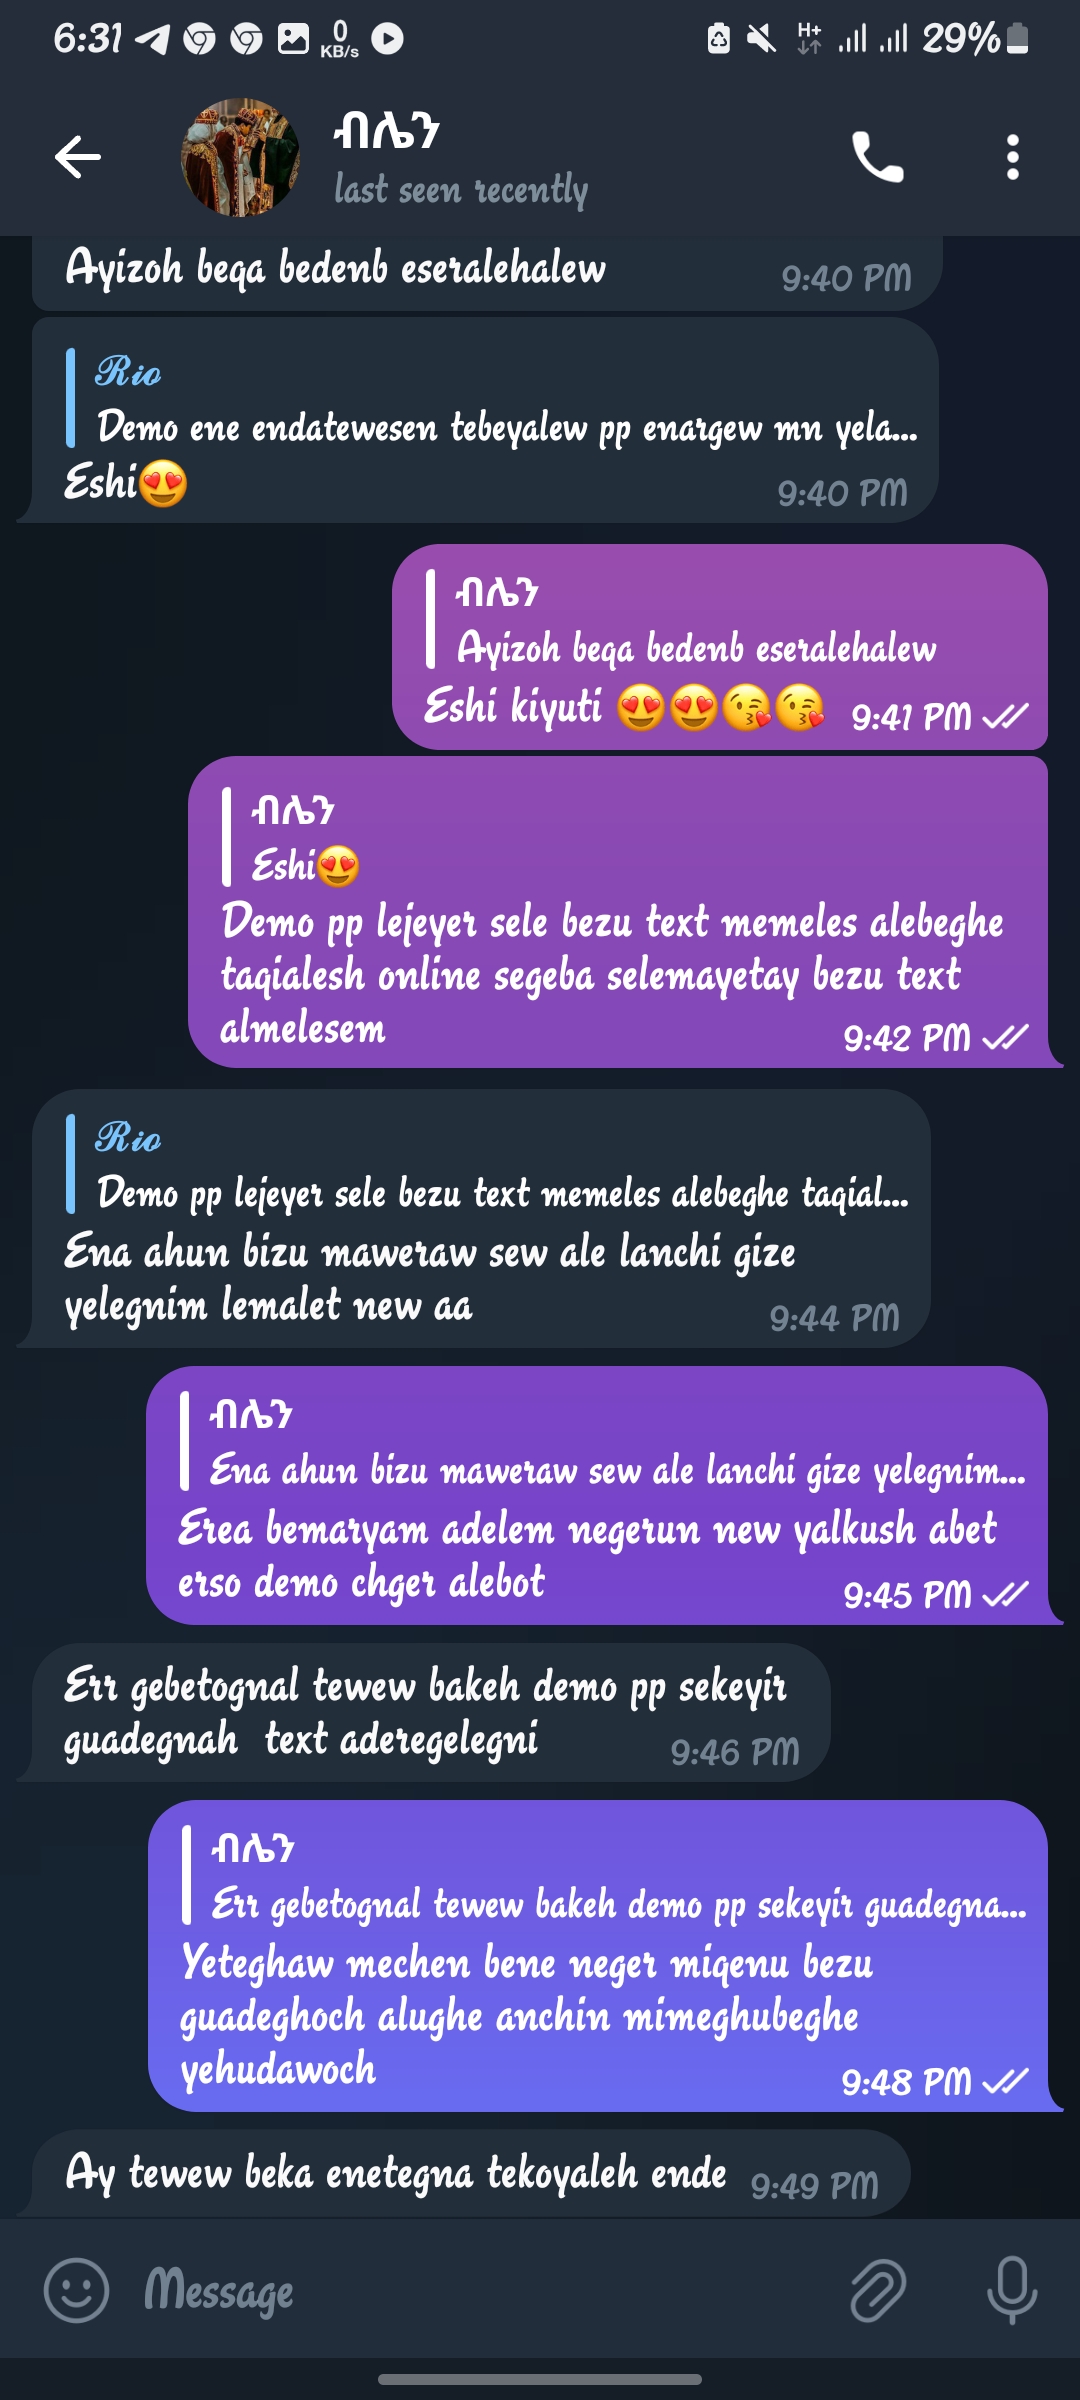 6:31
0
KB/s
H+
29%
ብሌን
last seen recently
Ayizoh beqa bedenb eseralehalew
9:40 PM
Rio
Demo ene endatewesen tebeyalew pp enargew mn yela...
Eshi😍
9:40 PM
ብሌን
Ayizoh beqa bedenb eseralehalew
Eshi kiyuti 😍😍😘😘
9:41 PM
ብሌን
Eshi😍
Demo pp lejeyer sele bezu text memeles alebeghe
taqialesh online segeba selemayetay bezu text
almelesem
9:42 PM
Rio
Demo pp lejeyer sele bezu text memeles alebeghe taqial...
Ena ahun bizu maweraw sew ale lanchi gize
yelegnim lemalet new aa
9:44 PM
ብሌን
Ena ahun bizu maweraw sew ale lanchi gize yelegnim...
Erea bemaryam adelem negerun new yalkush abet
erso demo chger alebot
9:45 PM
Err gebetognal tewew bakeh demo pp sekeyir
guadegnah  text aderegelegni
9:46 PM
ብሌን
Err gebetognal tewew bakeh demo pp sekeyir guadegna...
Yeteghaw mechen bene neger miqenu bezu
guadeghoch alughe anchin mimeghubeghe
yehudawoch
9:48 PM
Ay tewew beka enetegna tekoyaleh ende
9:49 PM
Message